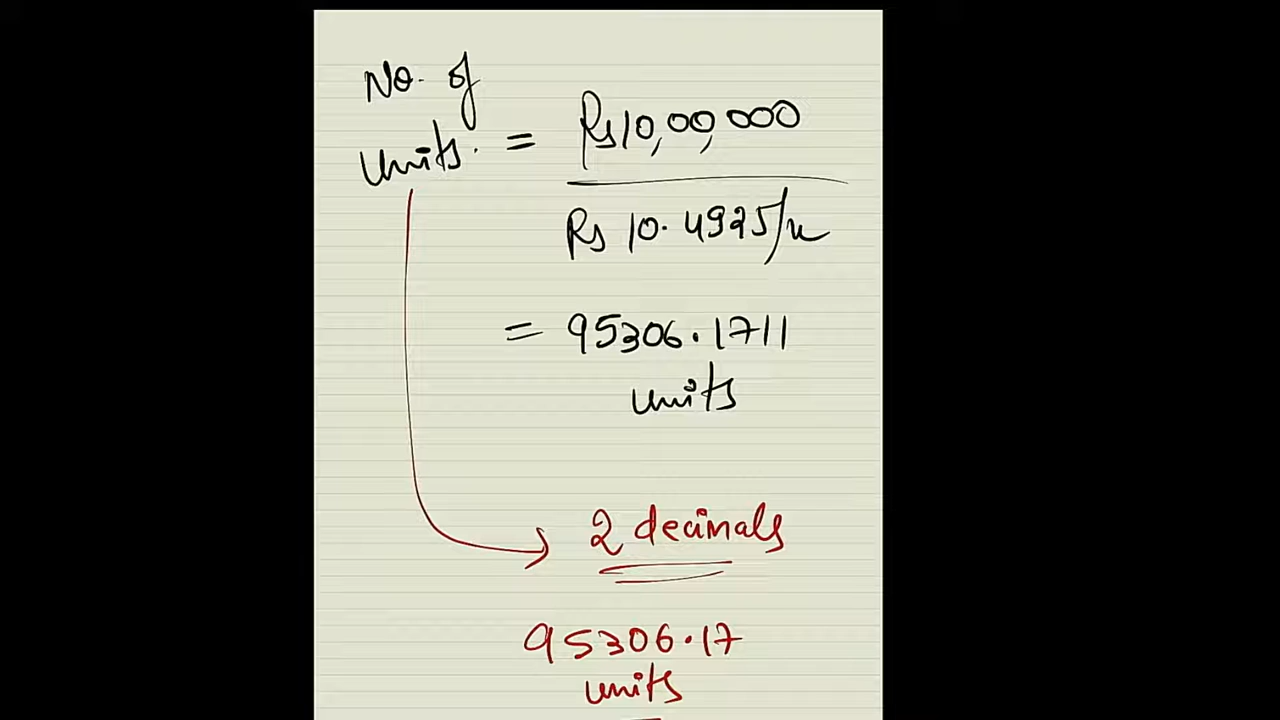 No. of
units. = Rs10,00,000
Rs 10.4925/u
= 95306.1711
units
2 decimals
95306.17
units